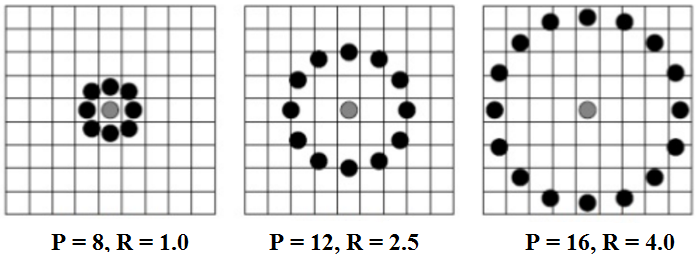 P = 8, R = 1.0
P = 12, R = 2.5
P = 16, R = 4.0